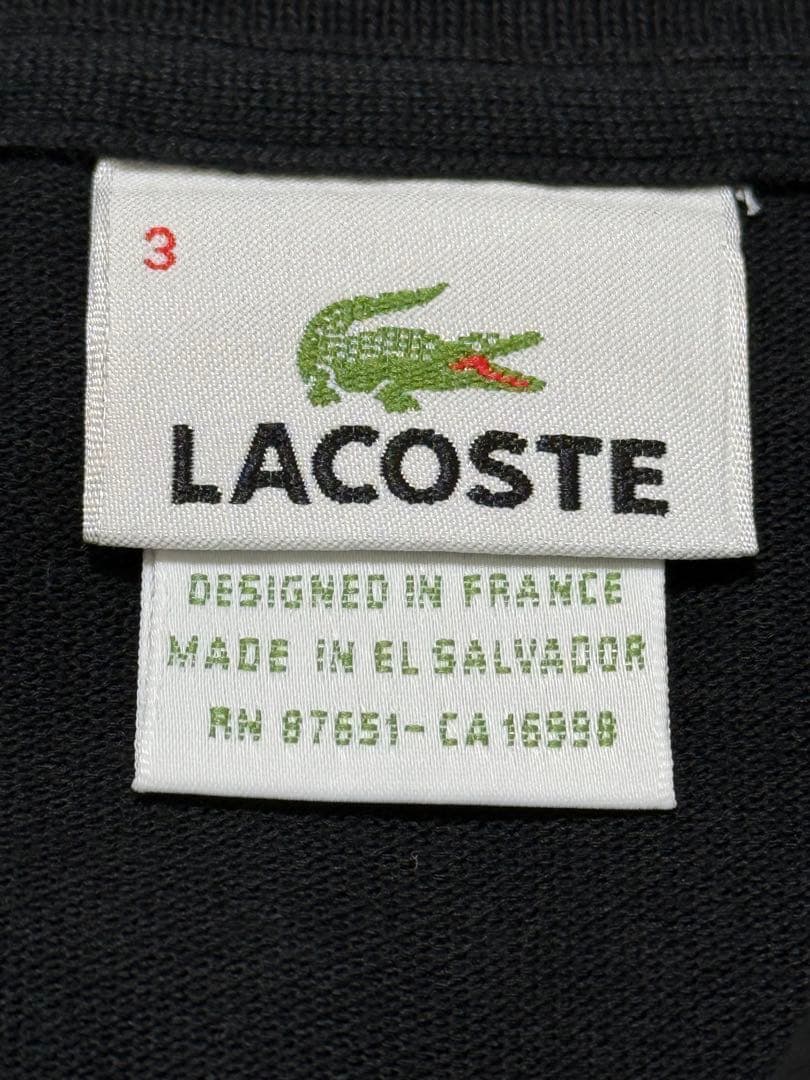 3
LACOSTE
DESIGNED IN FRANCE
MADE IN EL SALVADOR
RN 87651-CA 16998